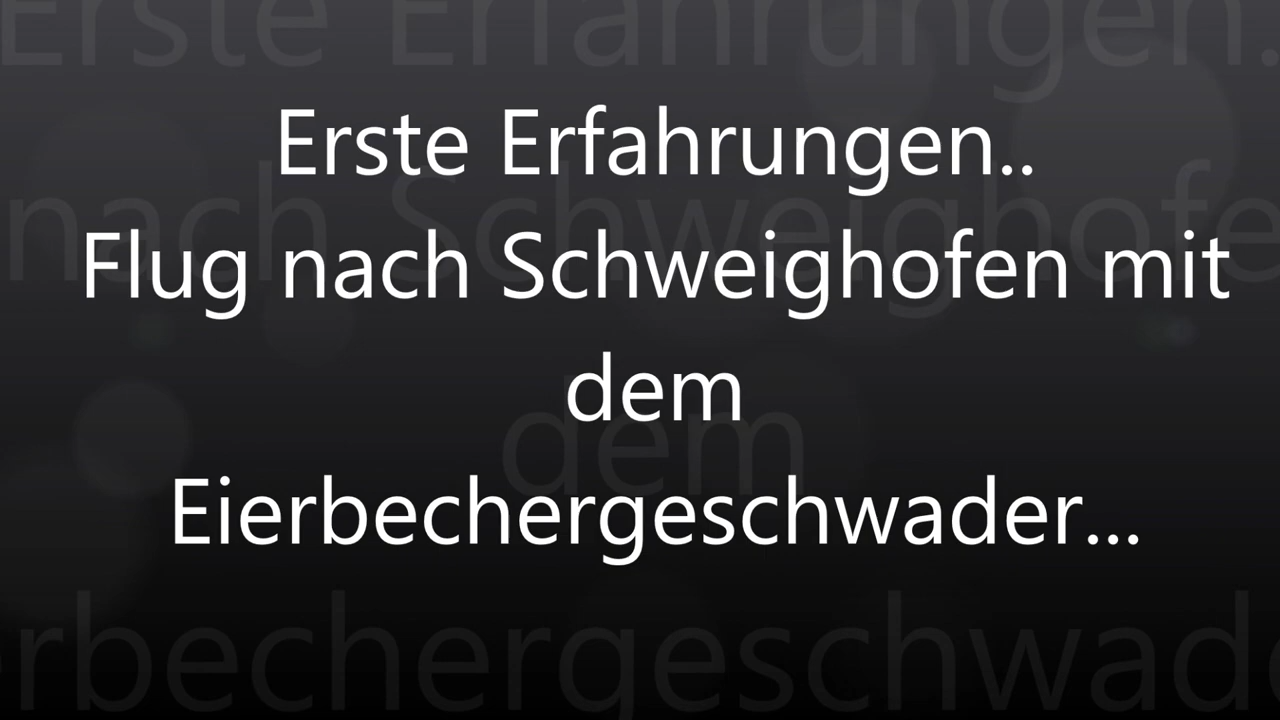 Erste Erfahrungen..
Flug nach Schweighofen mit
dem
Eierbechergeschwader...